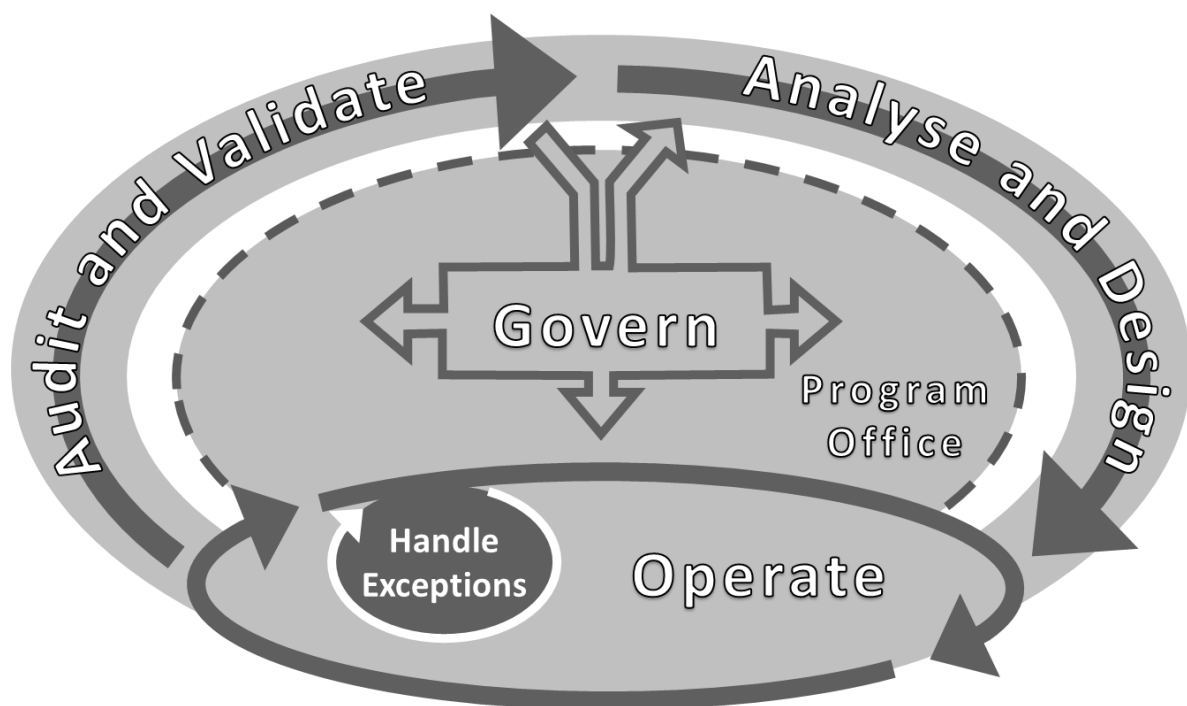 Audit and Validate
Analyse and Design
Govern
Program
Office
Handle
Exceptions
Operate